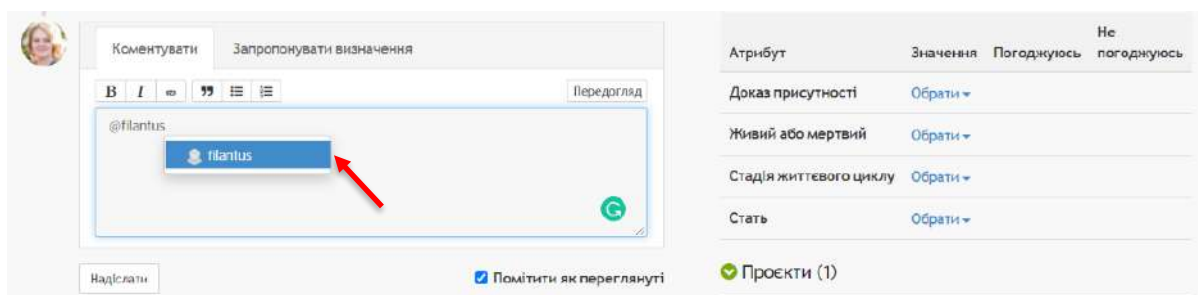 Коментувати Запропонувати визначення
B I Передогляд
@filantus
filantus
Надіслати Помітити як переглянуті
Атрибут Значення Погоджуюсь Не погоджуюсь
Доказ присутності Обрати
Живий або мертвий Обрати
Стадія життєвого циклу Обрати
Стать Обрати
Проєкти (1)